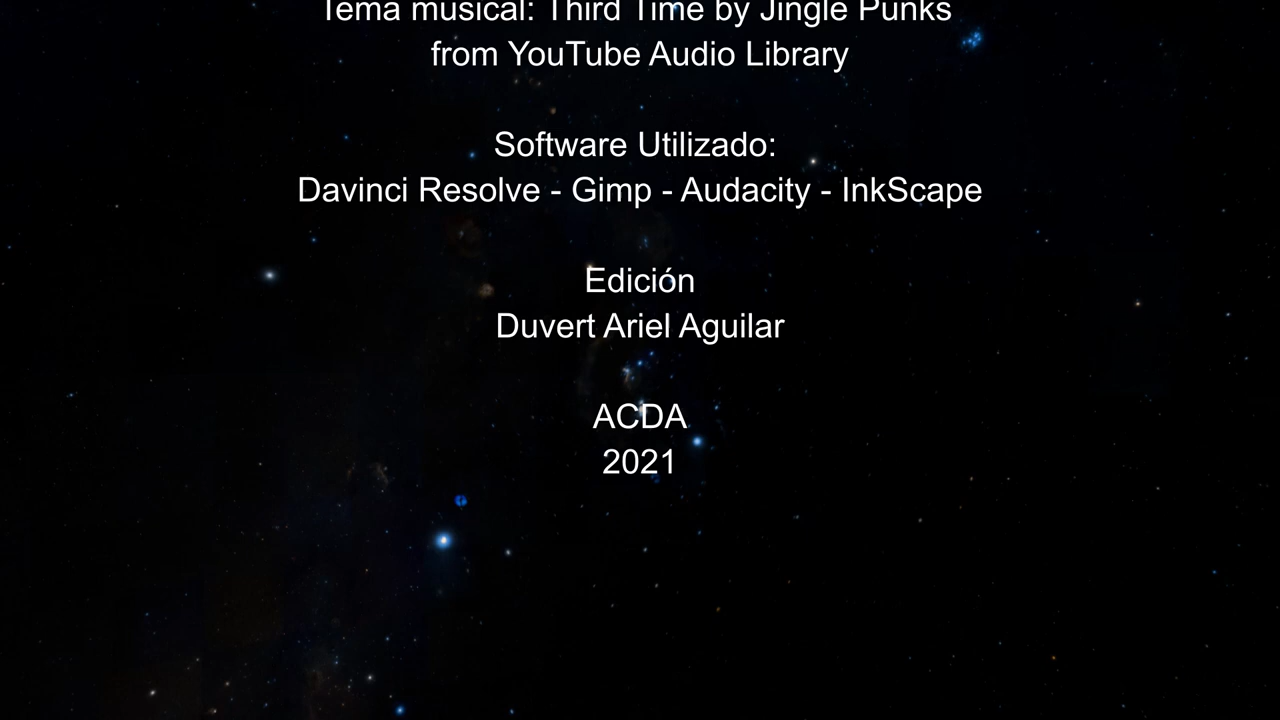 Tema musical: Third Time by Jingle Punks
from YouTube Audio Library
Software Utilizado:
Davinci Resolve - Gimp - Audacity - InkScape
Edición
Duvert Ariel Aguilar
ACDA
2021